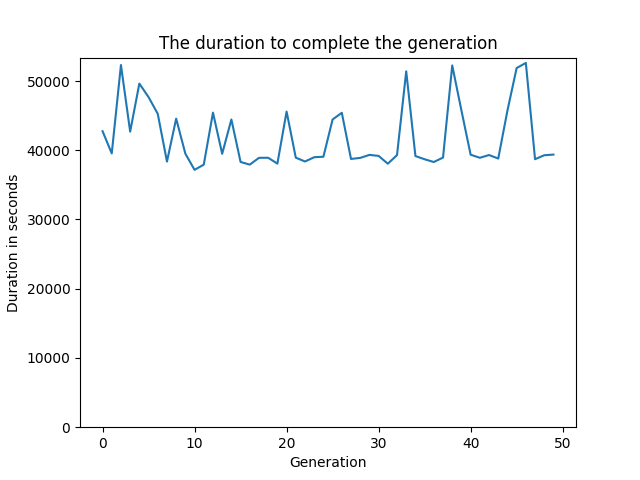 The duration to complete the generation
50000
40000
30000
20000
10000
0
Duration in seconds
0 10 20 30 40 50
Generation